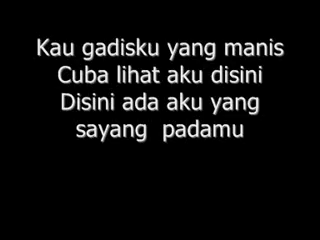 Kau gadisku yang manis
Cuba lihat aku disini
Disini ada aku yang
sayang  padamu